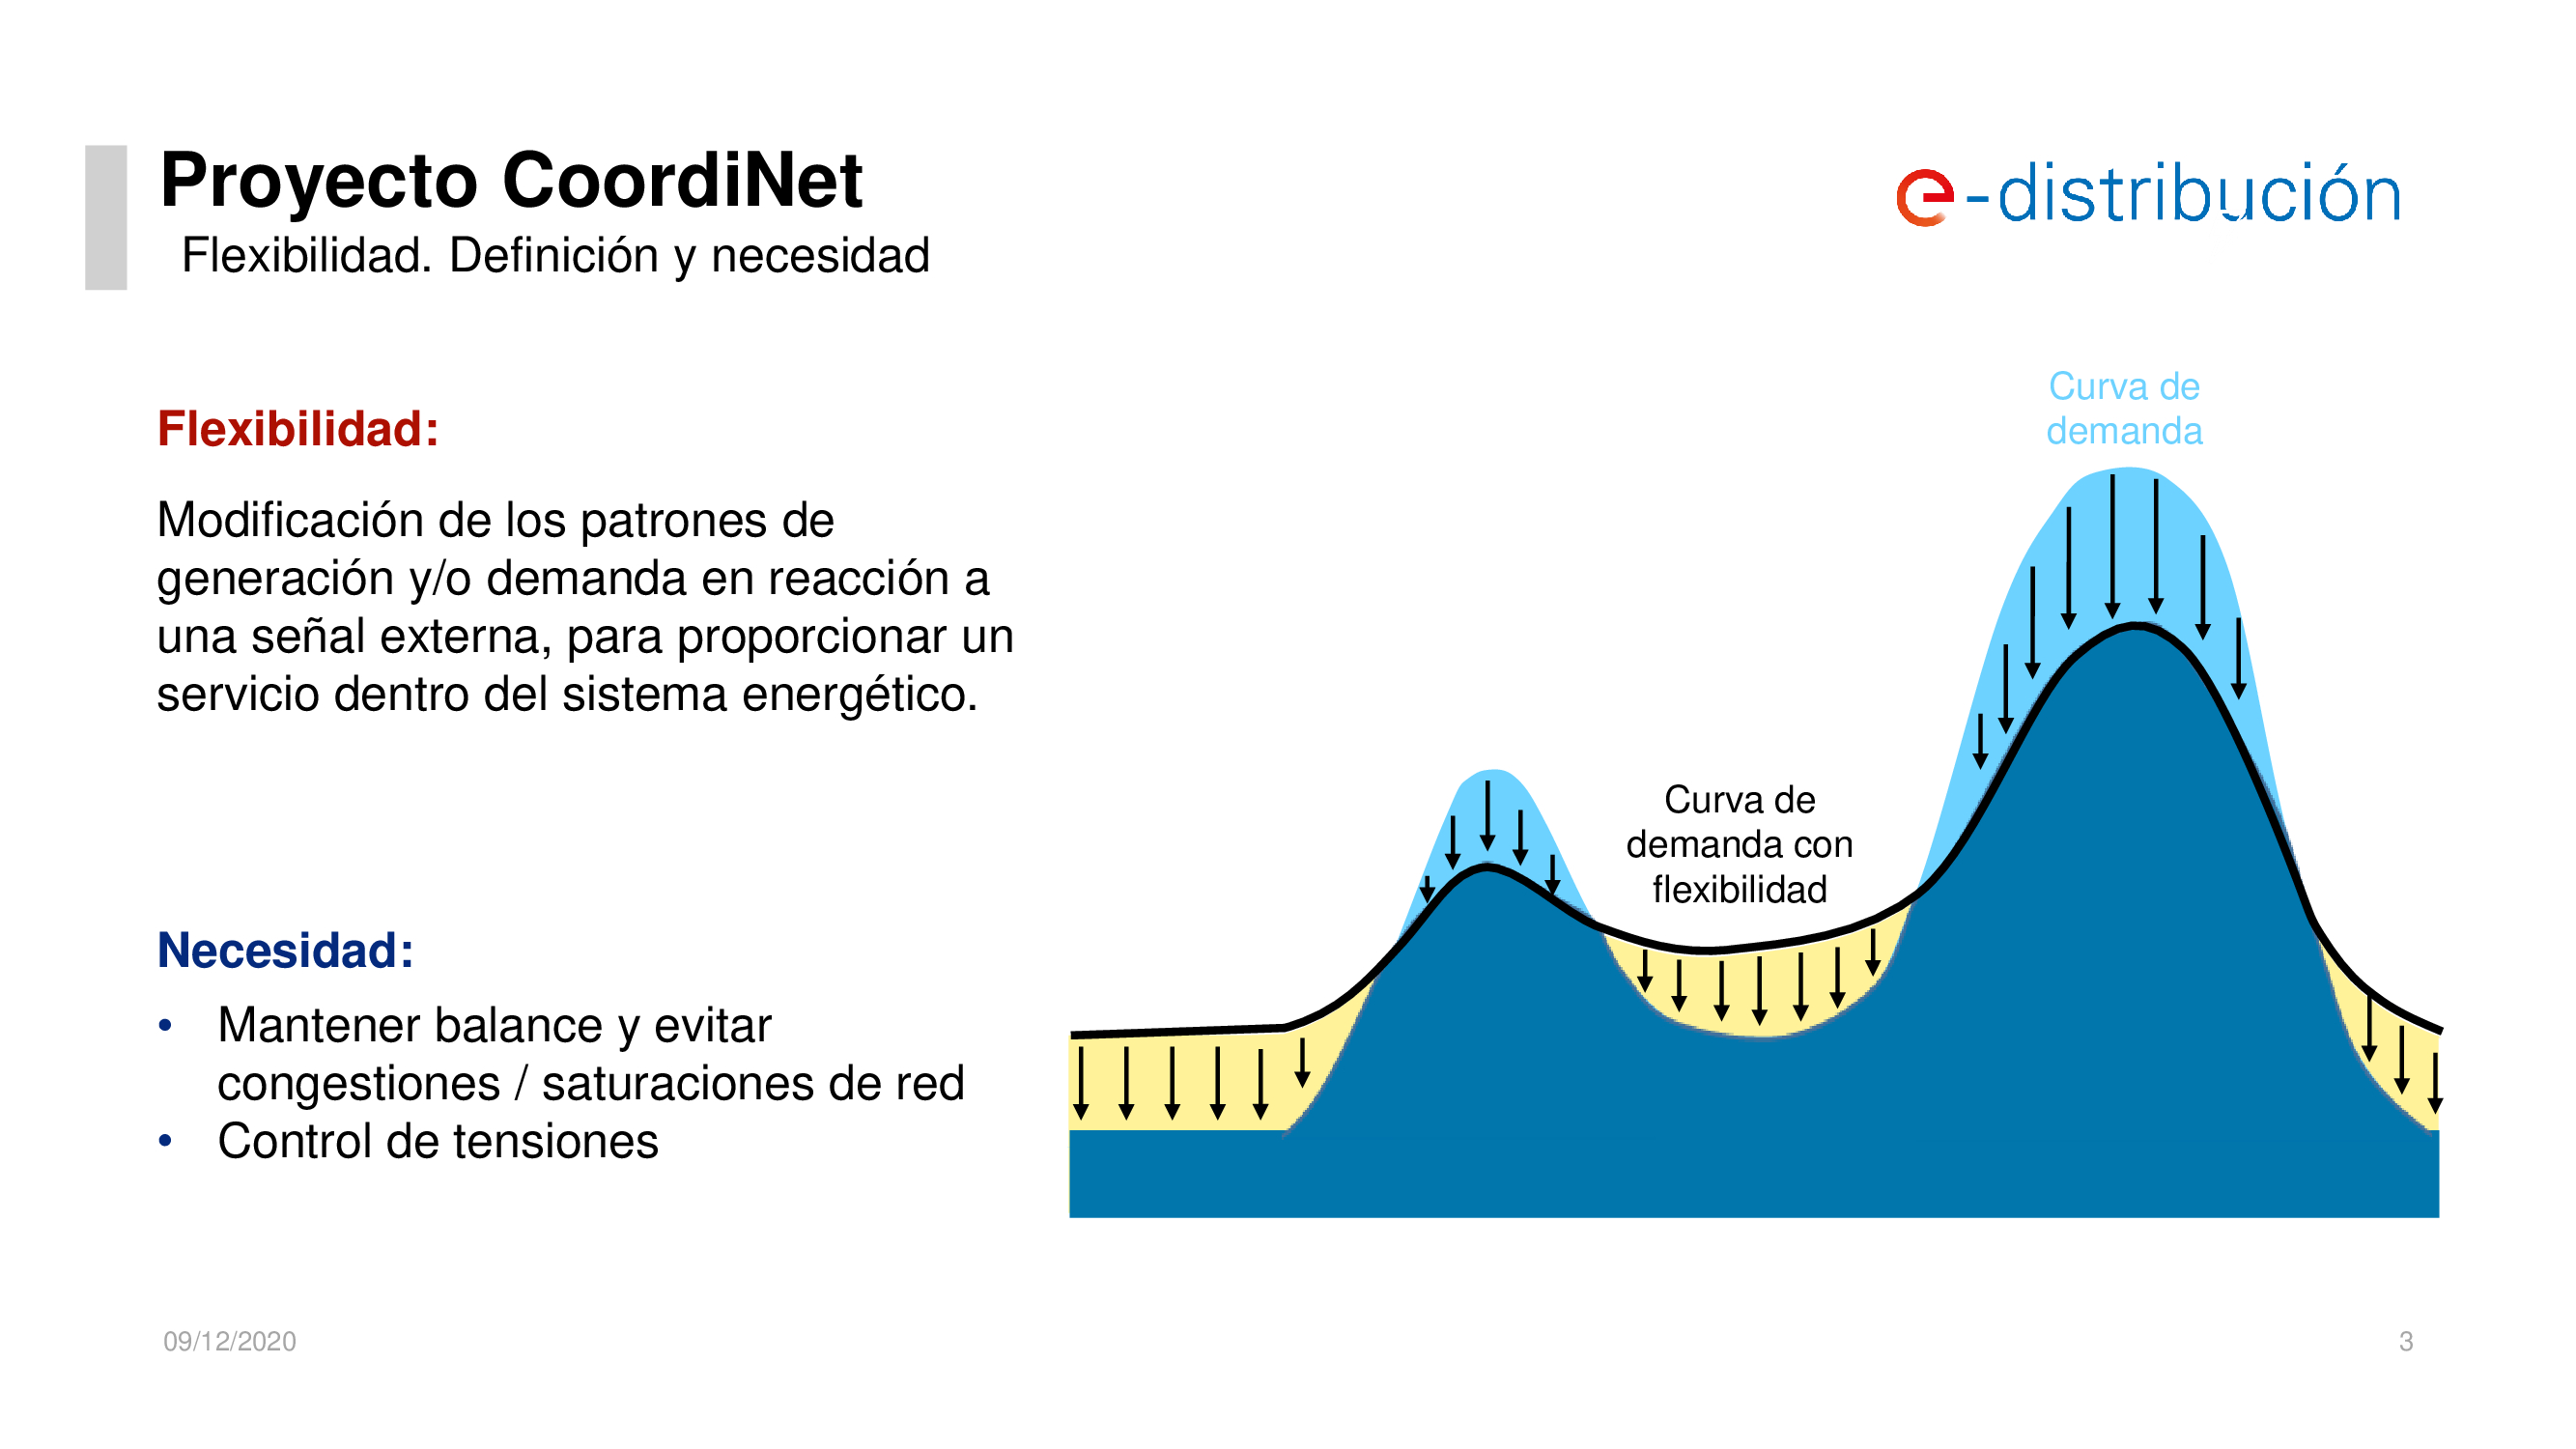 Proyecto CoordiNet
Flexibilidad. Definición y necesidad
e-distribución
Flexibilidad:
Modificación de los patrones de
generación y/o demanda en reacción a
una señal externa, para proporcionar un
servicio dentro del sistema energético.
Necesidad:
• Mantener balance y evitar
congestiones / saturaciones de red
• Control de tensiones
Curva de
demanda
Curva de
demanda con
flexibilidad
09/12/2020
3